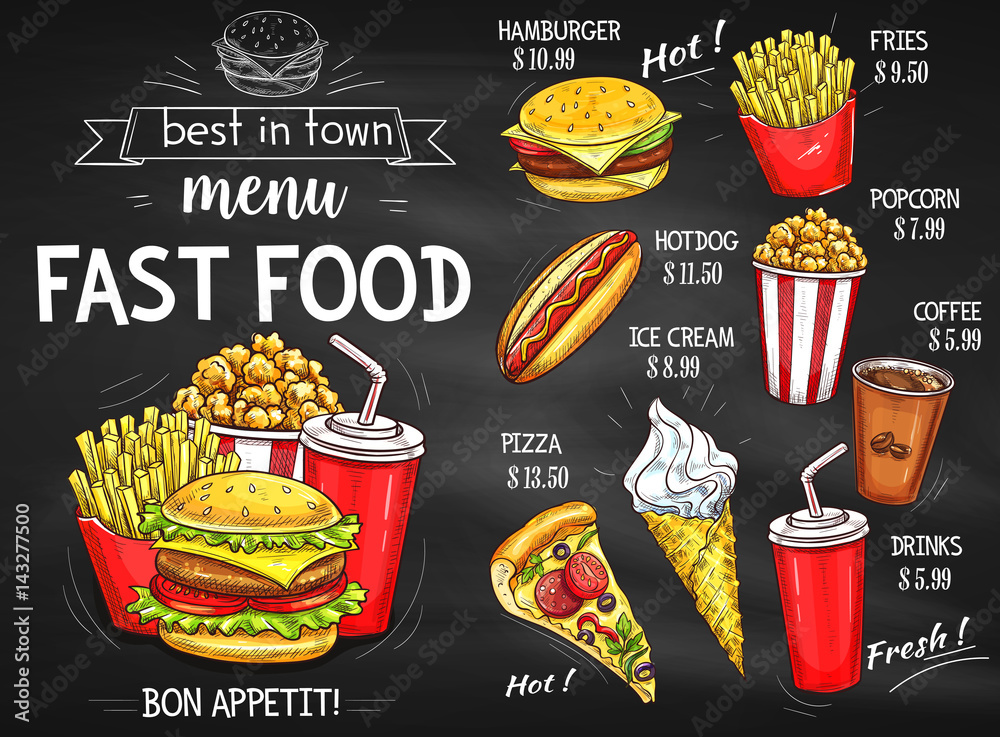 best in town
menu
FAST FOOD
BON APPETIT!
HAMBURGER
$ 10.99
Hot !
FRIES
$ 9.50
HOTDOG
$ 11.50
POPCORN
$ 7.99
ICE CREAM
$ 8.99
COFFEE
$ 5.99
PIZZA
$ 13.50
Hot !
DRINKS
$ 5.99
Fresh !
Adobe Stock | #143277500